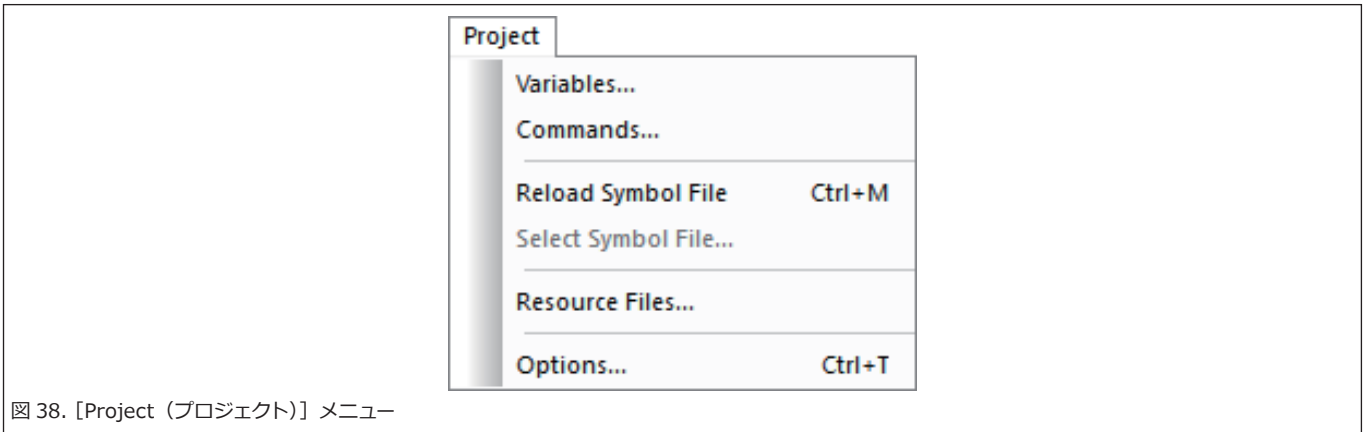 Project
Variables...
Commands...
Reload Symbol File Ctrl+M
Select Symbol File...
Resource Files...
Options... Ctrl+T
図 38. [Project（プロジェクト）] メニュー